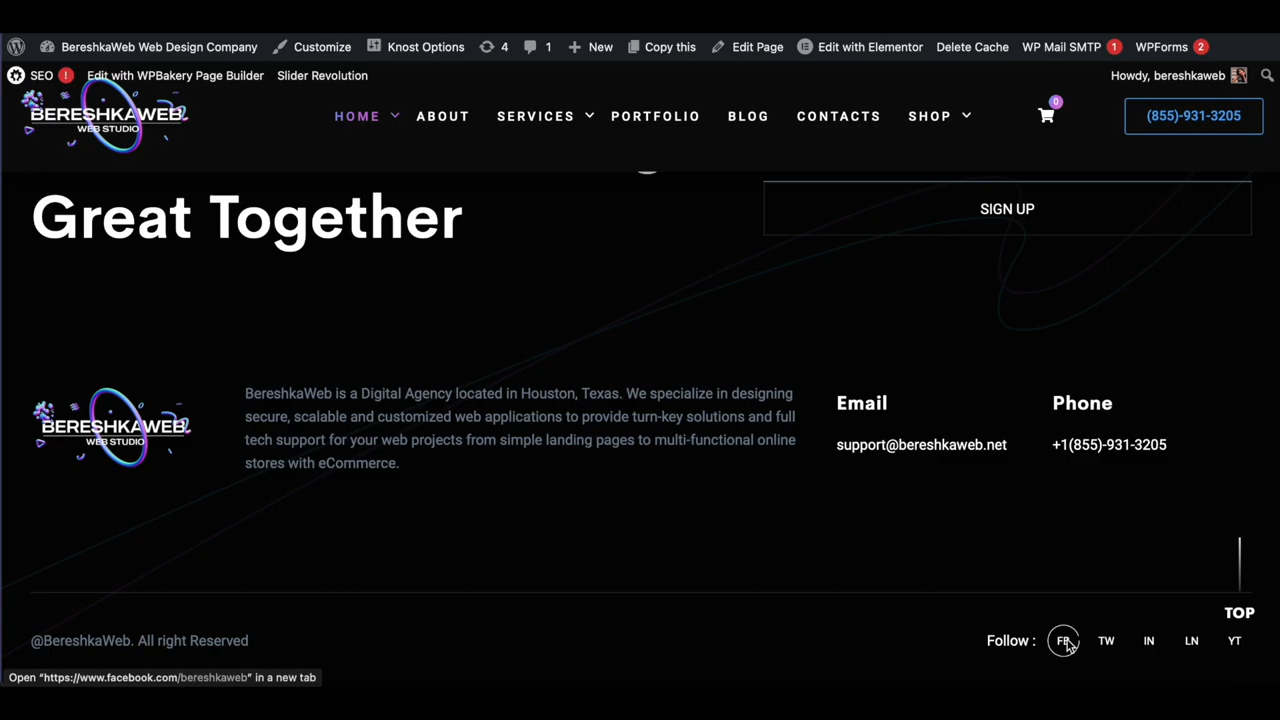 BereshkaWeb Web Design Company Customize Knost Options 4 1 New Copy this Edit Page Edit with Elementor Delete Cache WP Mail SMTP 1 WPForms 2
SEO ! Edit with WPBakery Page Builder Slider Revolution Howdy, bereshkaweb
BERESHKAWEB
WEB STUDIO
HOME ABOUT SERVICES PORTFOLIO BLOG CONTACTS SHOP 0 (855)-931-3205
Great Together
SIGN UP
BERESHKAWEB
WEB STUDIO
BereshkaWeb is a Digital Agency located in Houston, Texas. We specialize in designing
secure, scalable and customized web applications to provide turn-key solutions and full
tech support for your web projects from simple landing pages to multi-functional online
stores with eCommerce.
Email
support@bereshkaweb.net
Phone
+1(855)-931-3205
TOP
@BereshkaWeb. All right Reserved
Follow : FB TW IN LN YT
Open “https://www.facebook.com/bereshkaweb” in a new tab